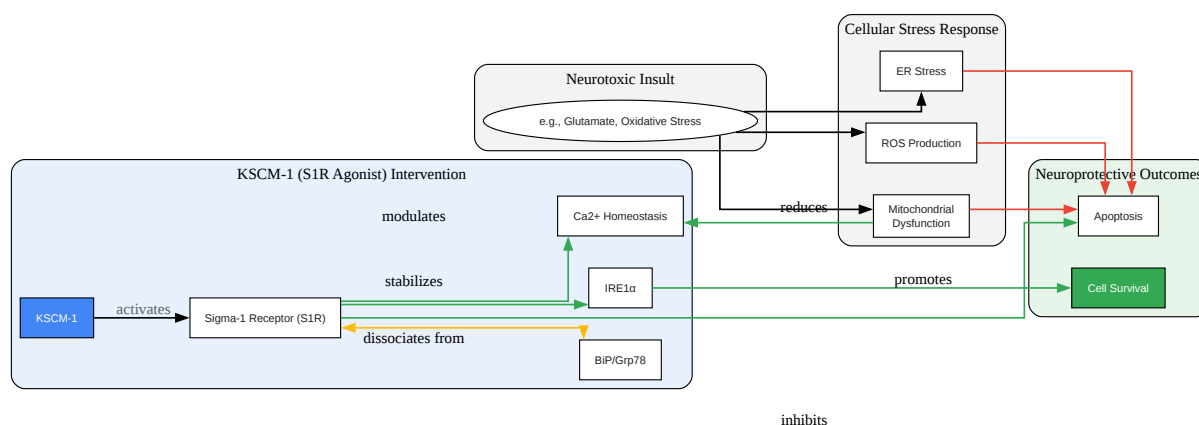 Cellular Stress Response
ER Stress
Neurotoxic Insult
e.g., Glutamate, Oxidative Stress
ROS Production
KSCM-1 (S1R Agonist) Intervention
Neuroprotective Outcomes
modulates
Ca2+ Homeostasis
reduces
Mitochondrial
Dysfunction
Apoptosis
stabilizes
IRE1α
promotes
Cell Survival
KSCM-1
activates
Sigma-1 Receptor (S1R)
dissociates from
BiP/Grp78
inhibits